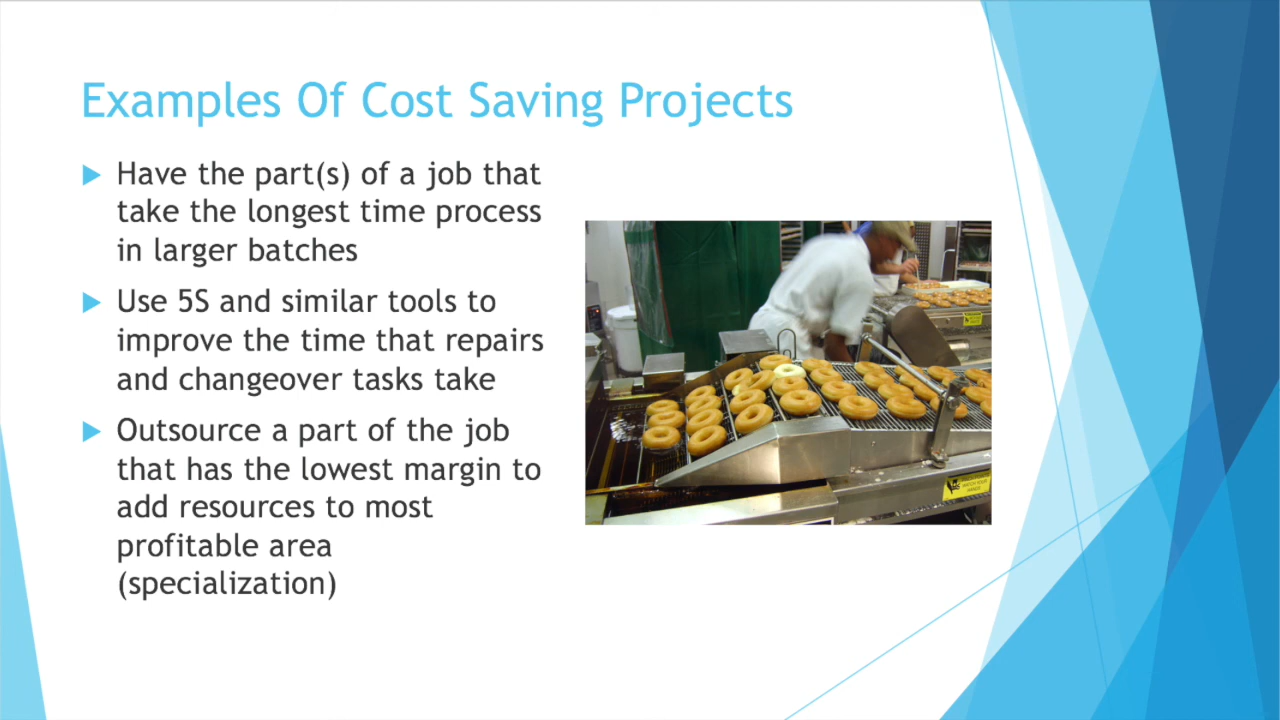 Examples Of Cost Saving Projects
Have the part(s) of a job that
take the longest time process
in larger batches
Use 5S and similar tools to
improve the time that repairs
and changeover tasks take
Outsource a part of the job
that has the lowest margin to
add resources to most
profitable area
(specialization)